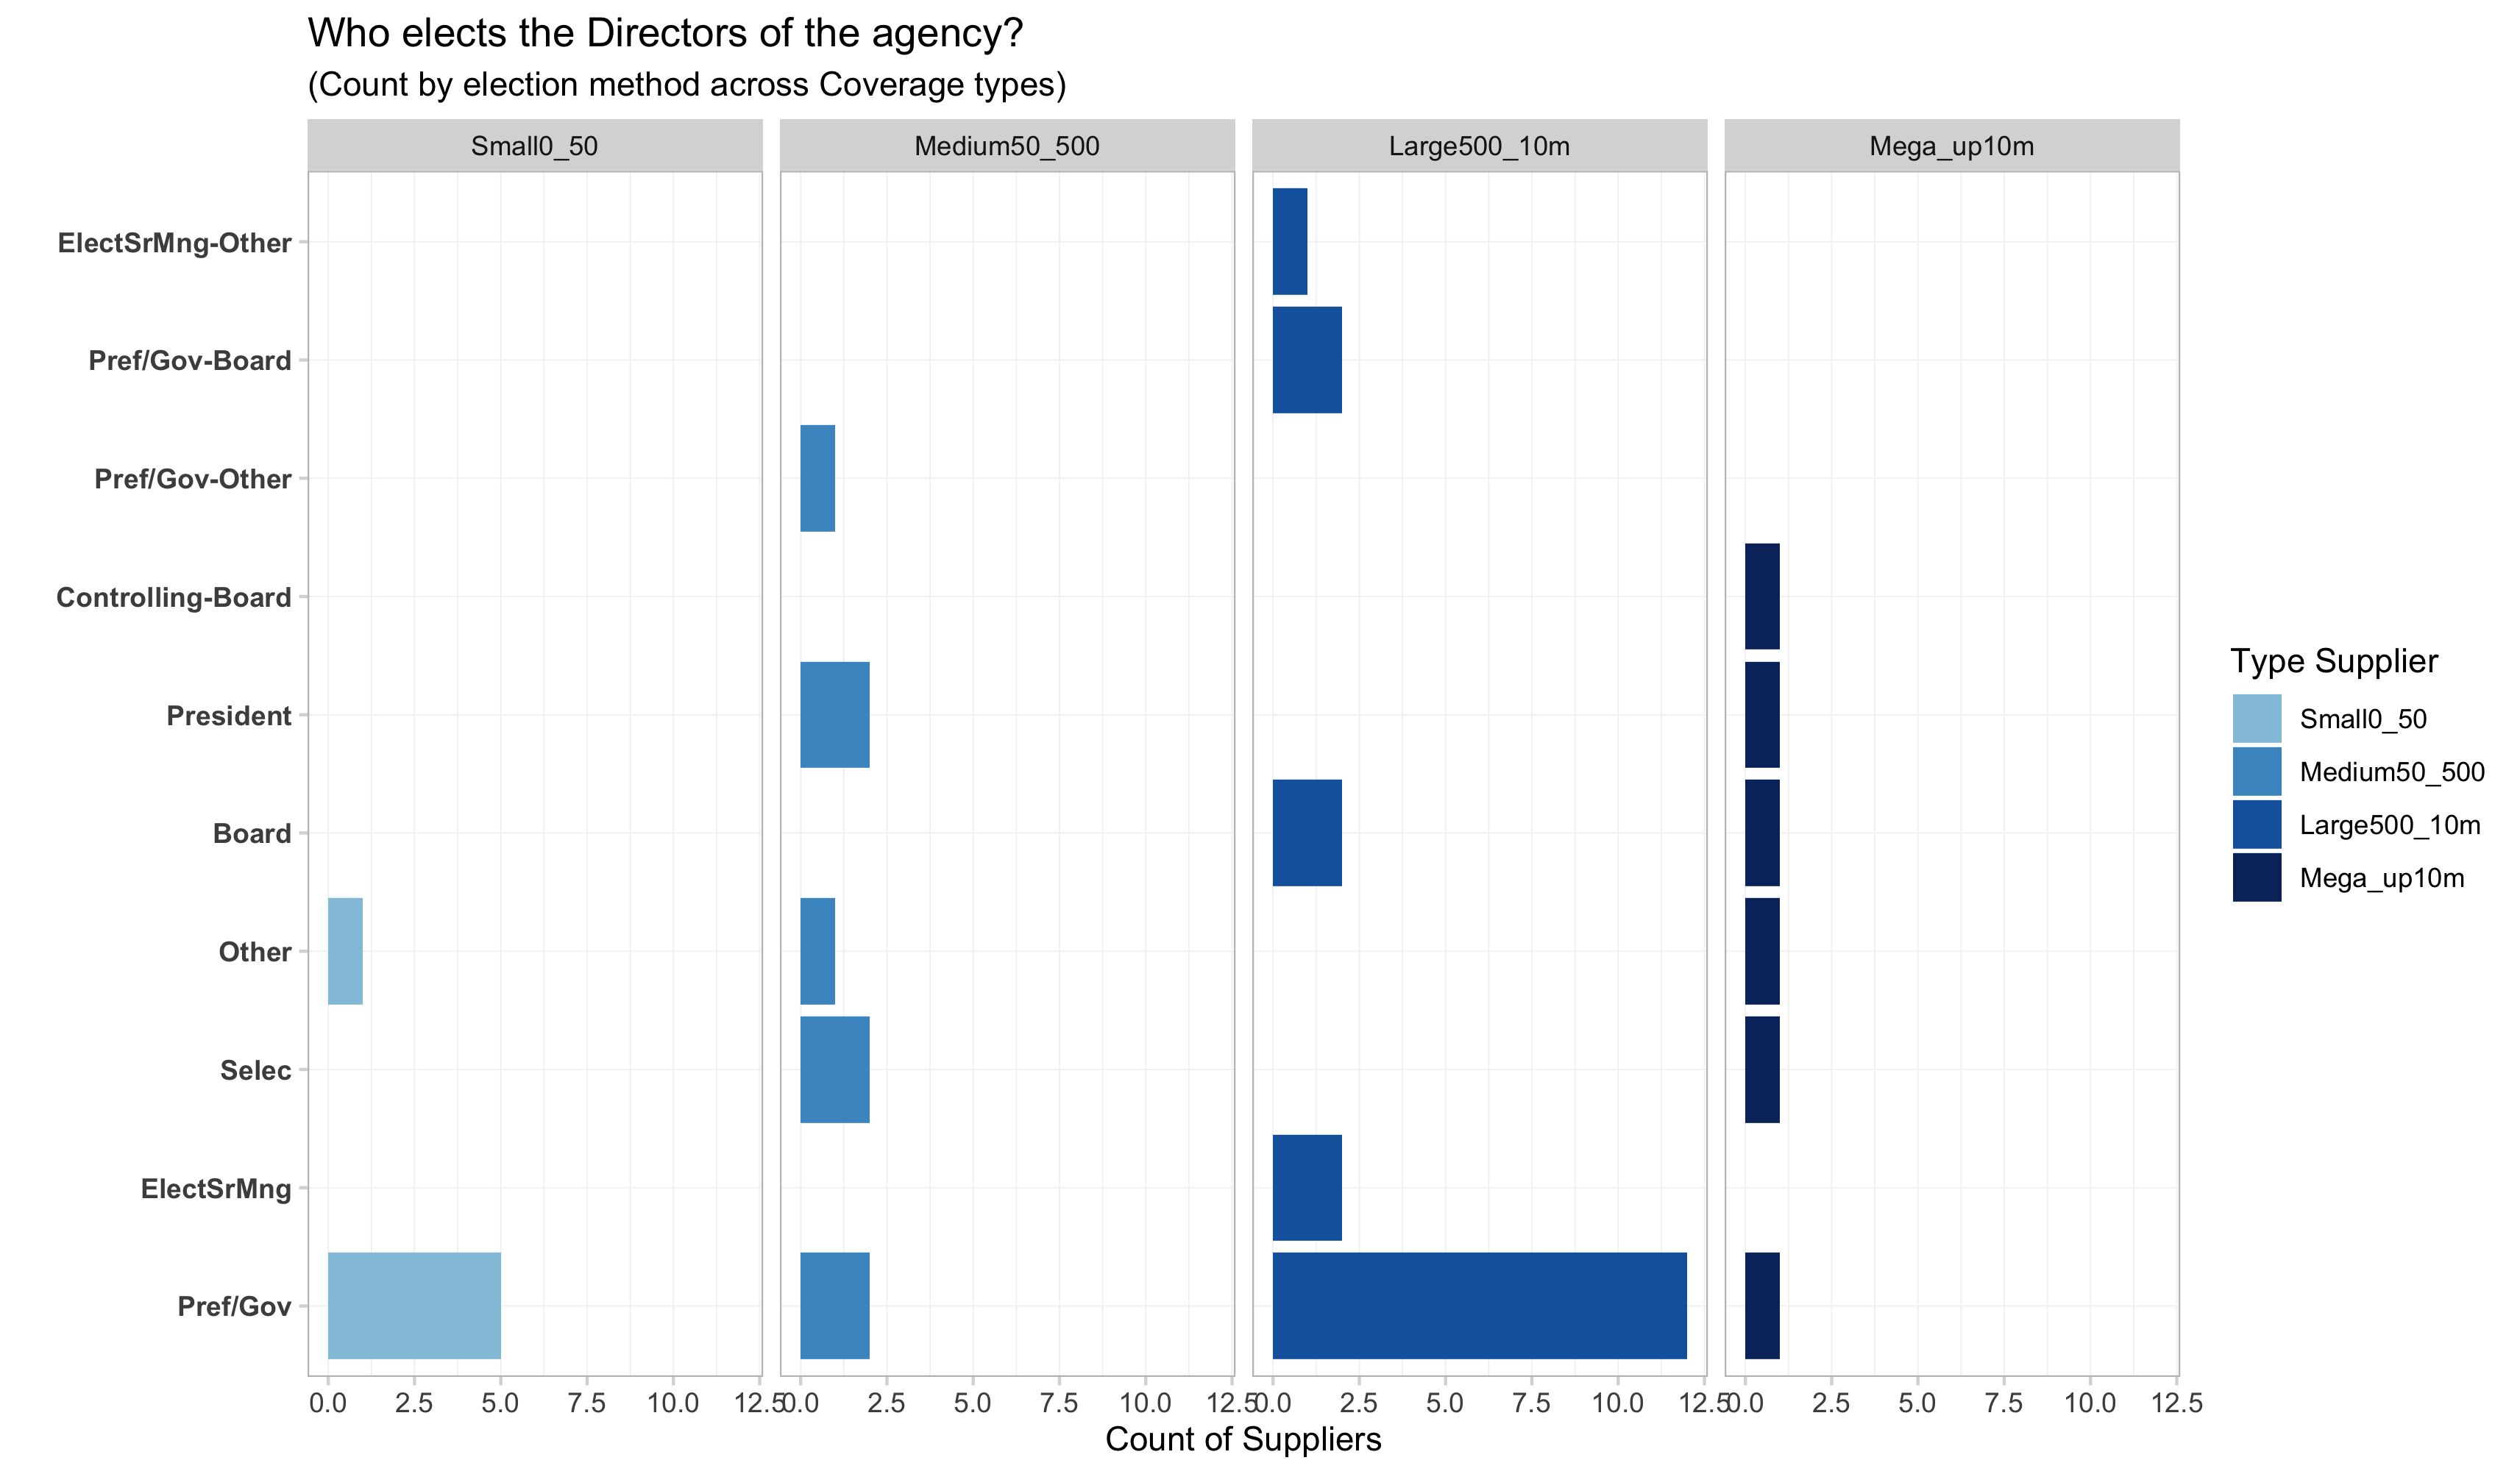 Who elects the Directors of the agency?
(Count by election method across Coverage types)
Small0_50
Medium50_500
Large500_10m
Mega_up10m
ElectSrMng-Other
Pref/Gov-Board
Pref/Gov-Other
Controlling-Board
President
Board
Other
Selec
ElectSrMng
Pref/Gov
0.0 2.5 5.0 7.5 10.0 12.5
0.0 2.5 5.0 7.5 10.0 12.5
0.0 2.5 5.0 7.5 10.0 12.5
0.0 2.5 5.0 7.5 10.0 12.5
Count of Suppliers
Type Supplier
Small0_50
Medium50_500
Large500_10m
Mega_up10m